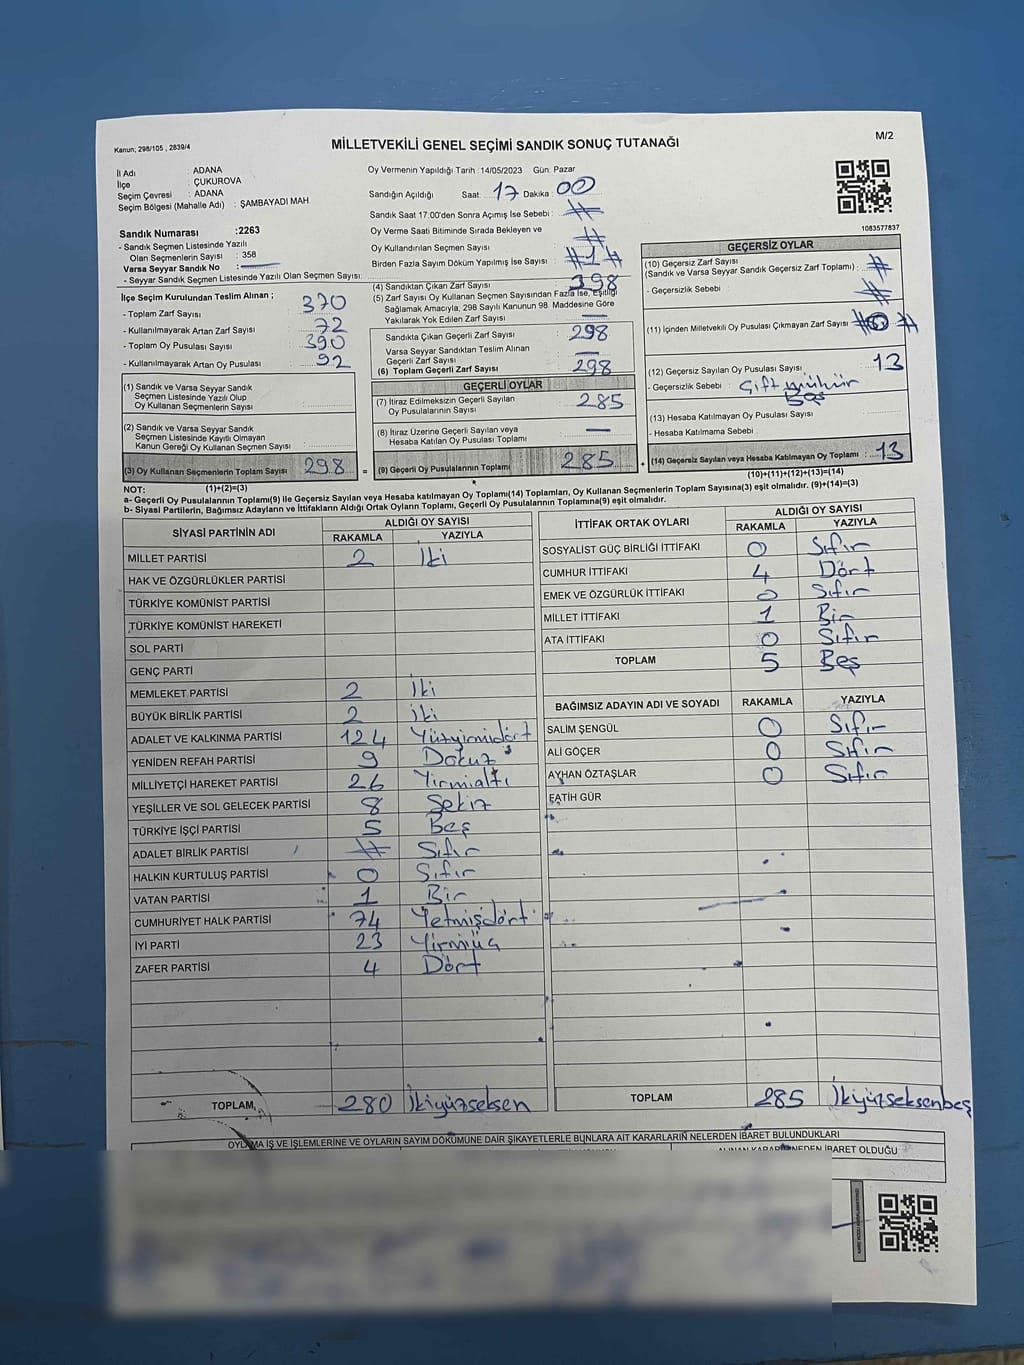 Kanun; 298/105 , 2839/4
MİLLETVEKİLİ GENEL SEÇİMİ SANDIK SONUÇ TUTANAĞI
M/2
İl Adı : ADANA
İlçe : ÇUKUROVA
Seçim Çevresi : ADANA
Seçim Bölgesi (Mahalle Adı) : ŞAMBAYADI MAH.
Oy Vermenin Yapıldığı Tarih :14/05/2023 Gün: Pazar
Sandığın Açıldığı Saat: 17 Dakika : 00
Sandık Saat 17:00'den Sonra Açımış İse Sebebi :
Oy Verme Saati Bitiminde Sırada Bekleyen ve
Oy Kullandırılan Seçmen Sayısı
Birden Fazla Sayım Döküm Yapılmış İse Sayısı : #1#
1083577837
Sandık Numarası :2263
- Sandık Seçmen Listesinde Yazılı
Olan Seçmenlerin Sayısı : 358
Varsa Seyyar Sandık No :
- Seyyar Sandık Seçmen Listesinde Yazılı Olan Seçmen Sayısı:
İlçe Seçim Kurulundan Teslim Alınan ;
- Toplam Zarf Sayısı 370
- Kullanılmayarak Artan Zarf Sayısı 72
- Toplam Oy Pusulası Sayısı 390
- Kullanılmayarak Artan Oy Pusulası 92
(1) Sandık ve Varsa Seyyar Sandık
Seçmen Listesinde Yazılı Olup
Oy Kullanan Seçmenlerin Sayısı
(2) Sandık ve Varsa Seyyar Sandık
Seçmen Listesinde Kayıtlı Olmayan
Kanun Gereği Oy Kullanan Seçmen Sayısı
(3) Oy Kullanan Seçmenlerin Toplam Sayısı 298 =
(1)+(2)=(3)
(4) Sandıktan Çıkan Zarf Sayısı 398
(5) Zarf Sayısı Oy Kullanan Seçmen Sayısından Fazla İse, Eşitliği
Sağlamak Amacıyla, 298 Sayılı Kanunun 98. Maddesine Göre
Yakılarak Yok Edilen Zarf Sayısı
Sandıkta Çıkan Geçerli Zarf Sayısı 298
Varsa Seyyar Sandıktan Teslim Alınan
Geçerli Zarf Sayısı
(6) Toplam Geçerli Zarf Sayısı 298
GEÇERLİ OYLAR
(7) İtiraz Edilmeksizin Geçerli Sayılan
Oy Pusulalarının Sayısı 285
(8) İtiraz Üzerine Geçerli Sayılan veya
Hesaba Katılan Oy Pusulası Toplamı —
(9) Geçerli Oy Pusulalarının Toplamı 285
GEÇERSİZ OYLAR
(10) Geçersiz Zarf Sayısı
(Sandık ve Varsa Seyyar Sandık Geçersiz Zarf Toplamı) : #
- Geçersizlik Sebebi : #
(11) İçinden Milletvekili Oy Pusulası Çıkmayan Zarf Sayısı #0#
(12) Geçersiz Sayılan Oy Pusulası Sayısı 13
- Geçersizlik Sebebi : Çift mühür
Boş
(13) Hesaba Katılmayan Oy Pusulası Sayısı
- Hesaba Katılmama Sebebi :
(14) Geçersiz Sayılan veya Hesaba Katılmayan Oy Toplamı 13
(10)+(11)+(12)+(13)=(14)
NOT:
a- Geçerli Oy Pusulalarının Toplamı(9) ile Geçersiz Sayılan veya Hesaba Katılmayan Oy Toplamı(14) Toplamları, Oy Kullanan Seçmenlerin Toplam Sayısına(3) eşit olmalıdır. (9)+(14)=(3)
b- Siyasi Partilerin, Bağımsız Adayların ve İttifakların Aldığı Ortak Oyların Toplamı, Geçerli Oy Pusulalarının Toplamına(9) eşit olmalıdır.
SİYASİ PARTİNİN ADI ALDIĞI OY SAYISI
RAKAMLA YAZIYLA
MİLLET PARTİSİ 2 İki
HAK VE ÖZGÜRLÜKLER PARTİSİ
TÜRKİYE KOMÜNİST PARTİSİ
TÜRKİYE KOMÜNİST HAREKETİ
SOL PARTİ
GENÇ PARTİ
MEMLEKET PARTİSİ 2 İki
BÜYÜK BİRLİK PARTİSİ 2 İki
ADALET VE KALKINMA PARTİSİ 124 Yüzyirmidört
YENİDEN REFAH PARTİSİ 9 Dokuz
MİLLİYETÇİ HAREKET PARTİSİ 26 Yirmialtı
YEŞİLLER VE SOL GELECEK PARTİSİ 8 Sekiz
TÜRKİYE İŞÇİ PARTİSİ 5 Beş
ADALET BİRLİK PARTİSİ # Sıfır
HALKIN KURTULUŞ PARTİSİ 0 Sıfır
VATAN PARTİSİ 1 Bir
CUMHURİYET HALK PARTİSİ 74 Yetmişdört
İYİ PARTİ 23 Yirmiüç
ZAFER PARTİSİ 4 Dört
TOPLAM 280 İkiyüzseksen
İTTİFAK ORTAK OYLARI ALDIĞI OY SAYISI
RAKAMLA YAZIYLA
SOSYALİST GÜÇ BİRLİĞİ İTTİFAKI 0 Sıfır
CUMHUR İTTİFAKI 4 Dört
EMEK VE ÖZGÜRLÜK İTTİFAKI 0 Sıfır
MİLLET İTTİFAKI 1 Bir
ATA İTTİFAKI 0 Sıfır
TOPLAM 5 Beş
BAĞIMSIZ ADAYIN ADI VE SOYADI RAKAMLA YAZIYLA
SALİM ŞENGÜL 0 Sıfır
ALİ GÖÇER 0 Sıfır
AYHAN ÖZTAŞLAR 0 Sıfır
FATİH GÜR
TOPLAM 285 İkiyüzseksenbeş
OYLAMA İŞ VE İŞLEMLERİNE VE OYLARIN SAYIM DÖKÜMÜNE DAİR ŞİKAYETLERLE BUNLARA AİT KARARLARIN NELERDEN İBARET BULUNDUKLARI
ALINAN KARARIN NEDEN İBARET OLDUĞU